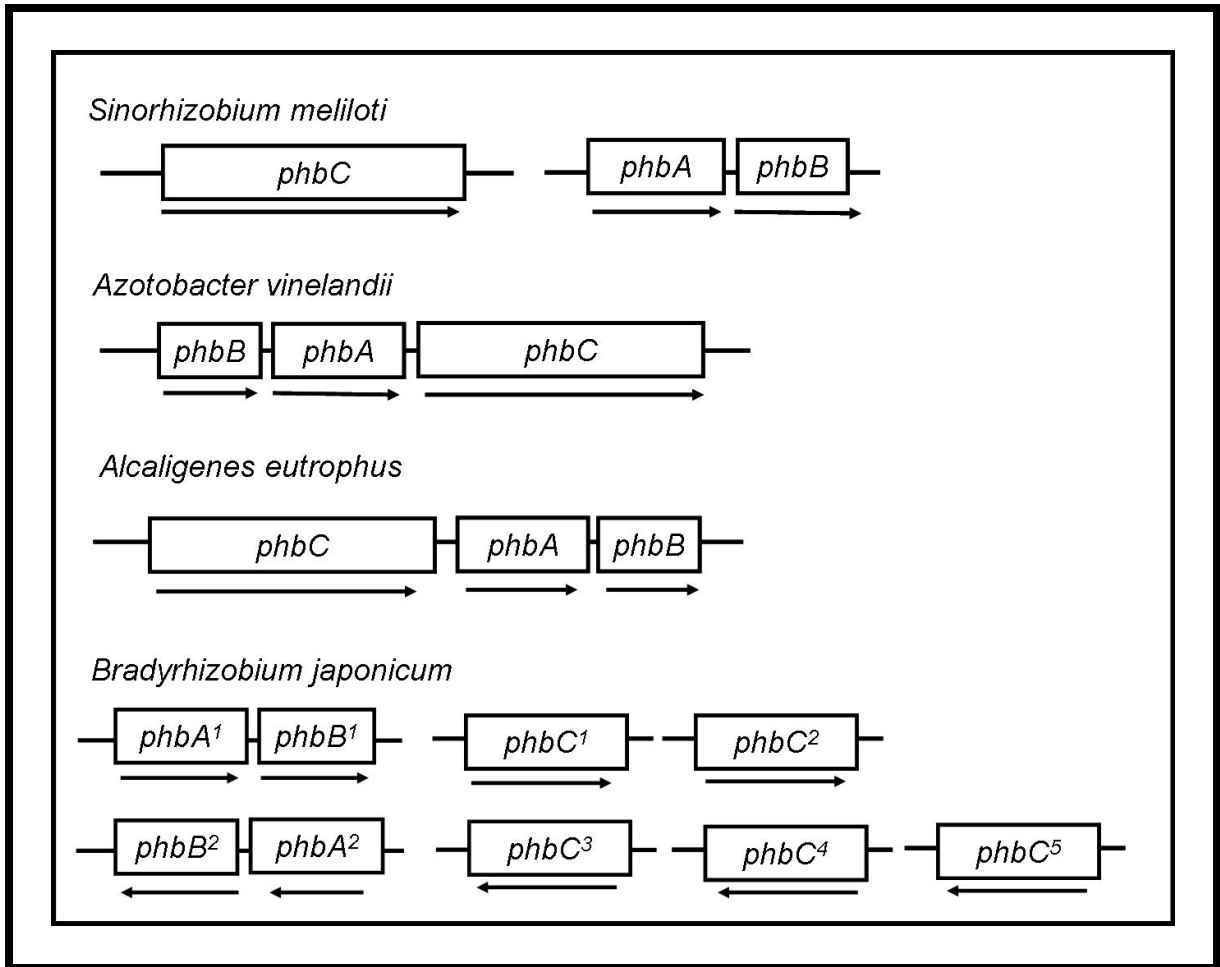 Sinorhizobium meliloti
phbC phbA phbB
Azotobacter vinelandii
phbB phbA phbC
Alcaligenes eutrophus
phbC phbA phbB
Bradyrhizobium japonicum
phbA¹ phbB¹ phbC¹ phbC²
phbB² phbA² phbC³ phbC⁴ phbC⁵